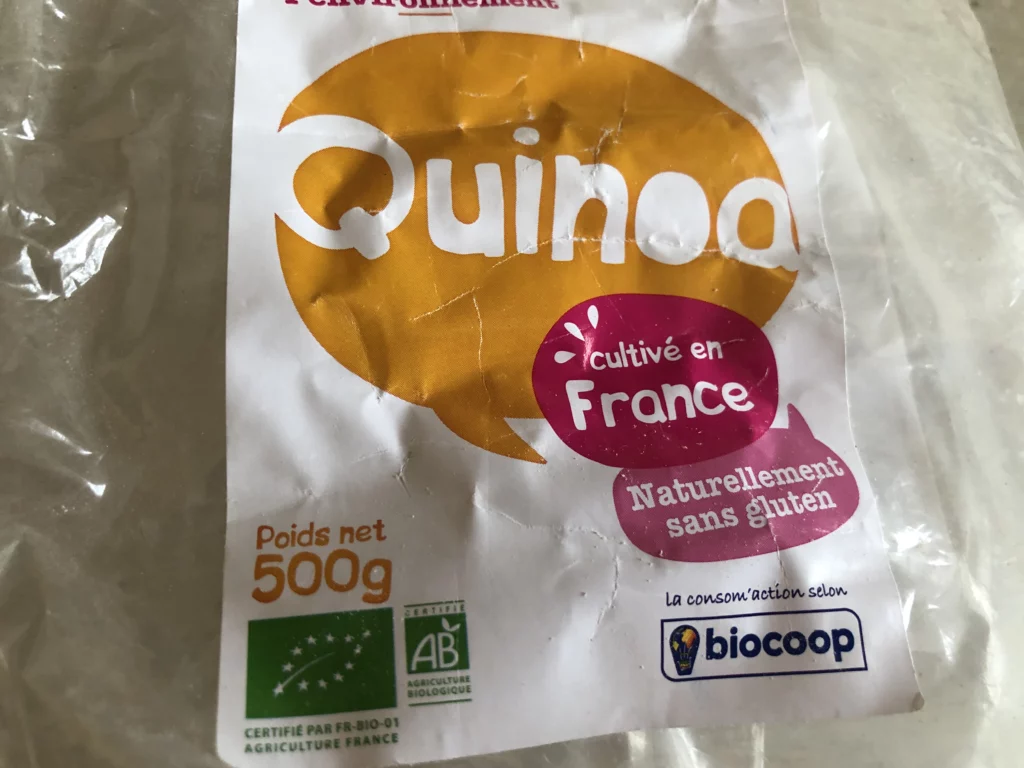 l'environnement
Quinoa
cultivé en
France
Naturellement
sans gluten
Poids net
500g
CERTIFIÉ
AB
AGRICULTURE
BIOLOGIQUE
CERTIFIÉ PAR FR-BIO-01
AGRICULTURE FRANCE
La consom'action selon
biocoop